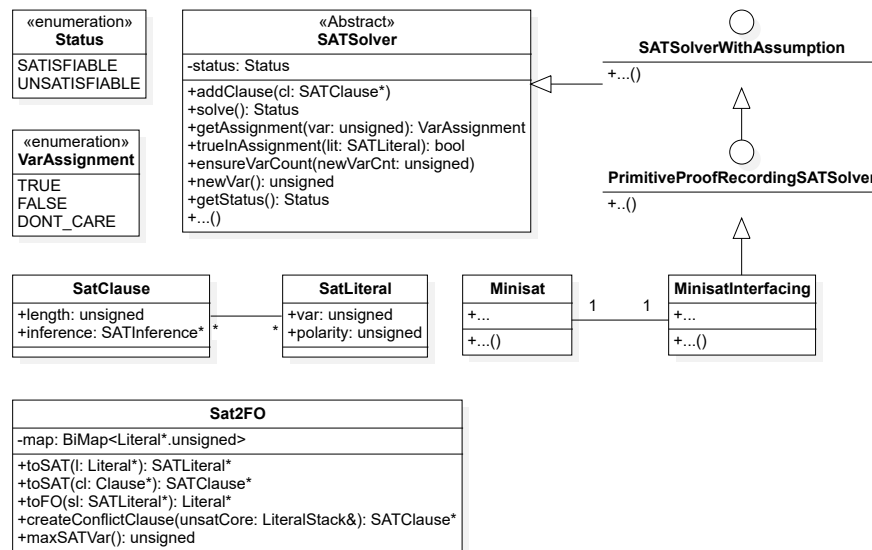 «enumeration»
Status
SATISFIABLE
UNSATISFIABLE
«enumeration»
VarAssignment
TRUE
FALSE
DONT_CARE
«Abstract»
SATSolver
-status: Status
+addClause(cl: SATClause*)
+solve(): Status
+getAssignment(var: unsigned): VarAssignment
+trueInAssignment(lit: SATLiteral): bool
+ensureVarCount(newVarCnt: unsigned)
+newVar(): unsigned
+getStatus(): Status
+...()
SATSolverWithAssumption
+...()
PrimitiveProofRecordingSATSolver
+..()
SatClause
+length: unsigned
+inference: SATInference*
*
*
SatLiteral
+var: unsigned
+polarity: unsigned
Minisat
+...
+...()
1
1
MinisatInterfacing
+...
+...()
Sat2FO
-map: BiMap<Literal*.unsigned>
+toSAT(l: Literal*): SATLiteral*
+toSAT(cl: Clause*): SATClause*
+toFO(sl: SATLiteral*): Literal*
+createConflictClause(unsatCore: LiteralStack&): SATClause*
+maxSATVar(): unsigned